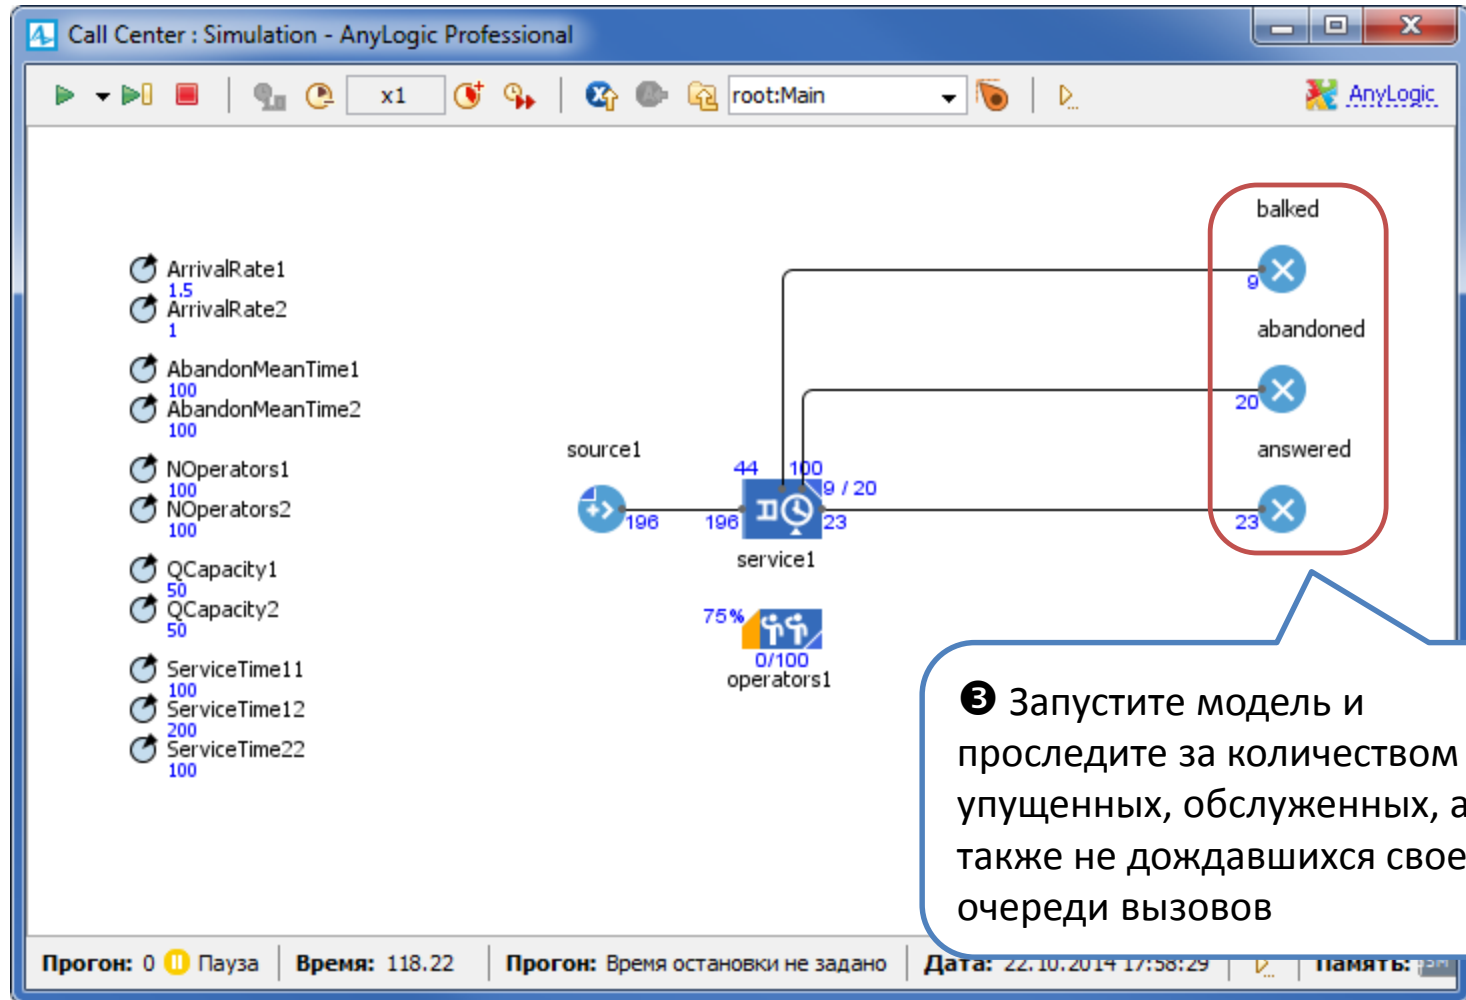 Call Center : Simulation - AnyLogic Professional
x1
root:Main
AnyLogic
balked
9
abandoned
20
answered
23
ArrivalRate1
1.5
ArrivalRate2
1
AbandonMeanTime1
100
AbandonMeanTime2
100
NOperators1
100
NOperators2
100
QCapacity1
50
QCapacity2
50
ServiceTime11
100
ServiceTime12
200
ServiceTime22
100
source1
196
44 100
9 / 20
196
23
service1
75%
0/100
operators1
❸ Запустите модель и
проследите за количеством
упущенных, обслуженных, а
также не дождавшихся свое
очереди вызовов
Прогон: 0 Пауза Время: 118.22 Прогон: Время остановки не задано Дата: 22.10.2014 17:58:29 Память: